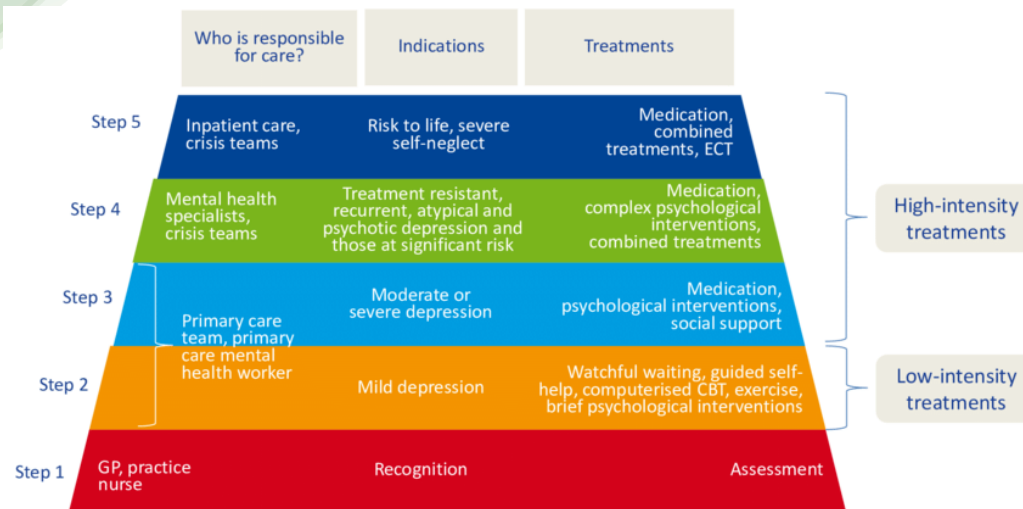 Who is responsible
for care?
Indications
Treatments
Step 5
Inpatient care,
crisis teams
Risk to life, severe
self-neglect
Medication,
combined
treatments, ECT
Step 4
Mental health
specialists,
crisis teams
Treatment resistant,
recurrent, atypical and
psychotic depression and
those at significant risk
Medication,
complex psychological
interventions,
combined treatments
High-intensity
treatments
Step 3
Moderate or
severe depression
Medication,
psychological interventions,
social support
Primary care
team, primary
care mental
health worker
Step 2
Mild depression
Watchful waiting, guided self-
help, computerised CBT, exercise,
brief psychological interventions
Low-intensity
treatments
Step 1
GP, practice
nurse
Recognition
Assessment